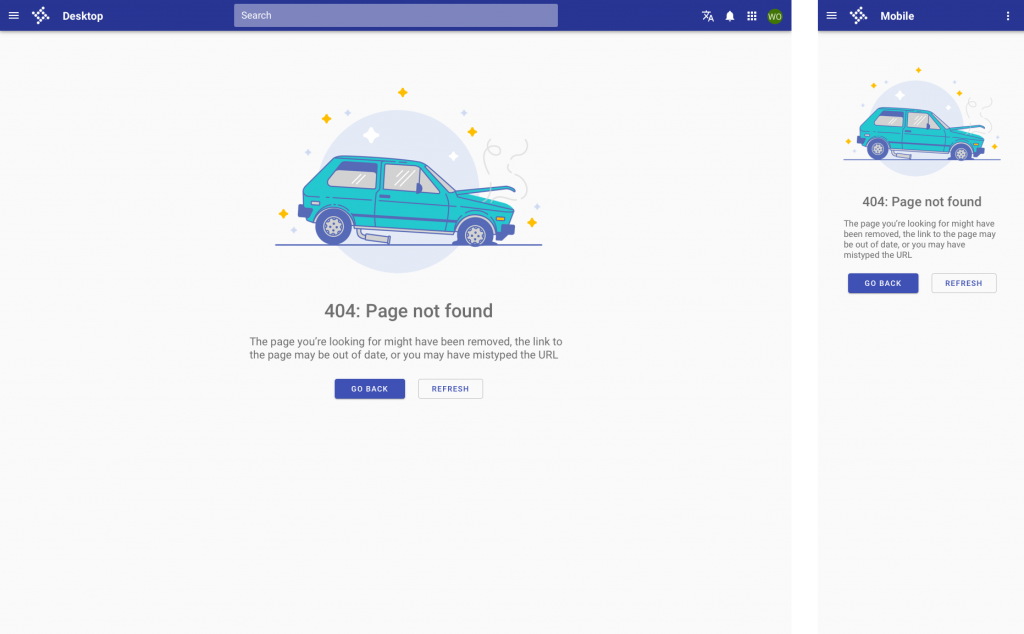 Desktop
Search
WO
404: Page not found
The page you’re looking for might have been removed, the link to
the page may be out of date, or you may have mistyped the URL
GO BACK
REFRESH
Mobile
404: Page not found
The page you’re looking for might have
been removed, the link to the page may
be out of date, or you may have
mistyped the URL
GO BACK
REFRESH